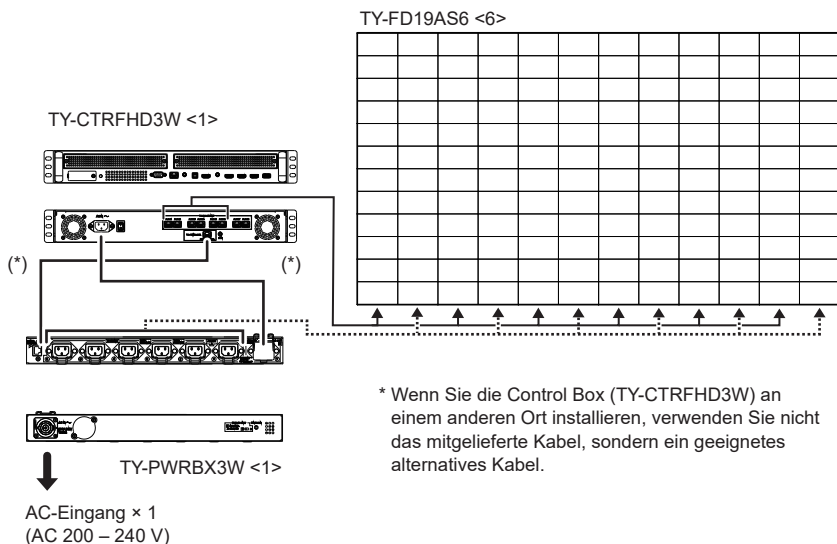 TY-FD19AS6 <6>
TY-CTRFHD3W <1>
(*)
(*)
* Wenn Sie die Control Box (TY-CTRFHD3W) an
einem anderen Ort installieren, verwenden Sie nicht
das mitgelieferte Kabel, sondern ein geeignetes
alternatives Kabel.
TY-PWRBX3W <1>
AC-Eingang × 1
(AC 200 – 240 V)